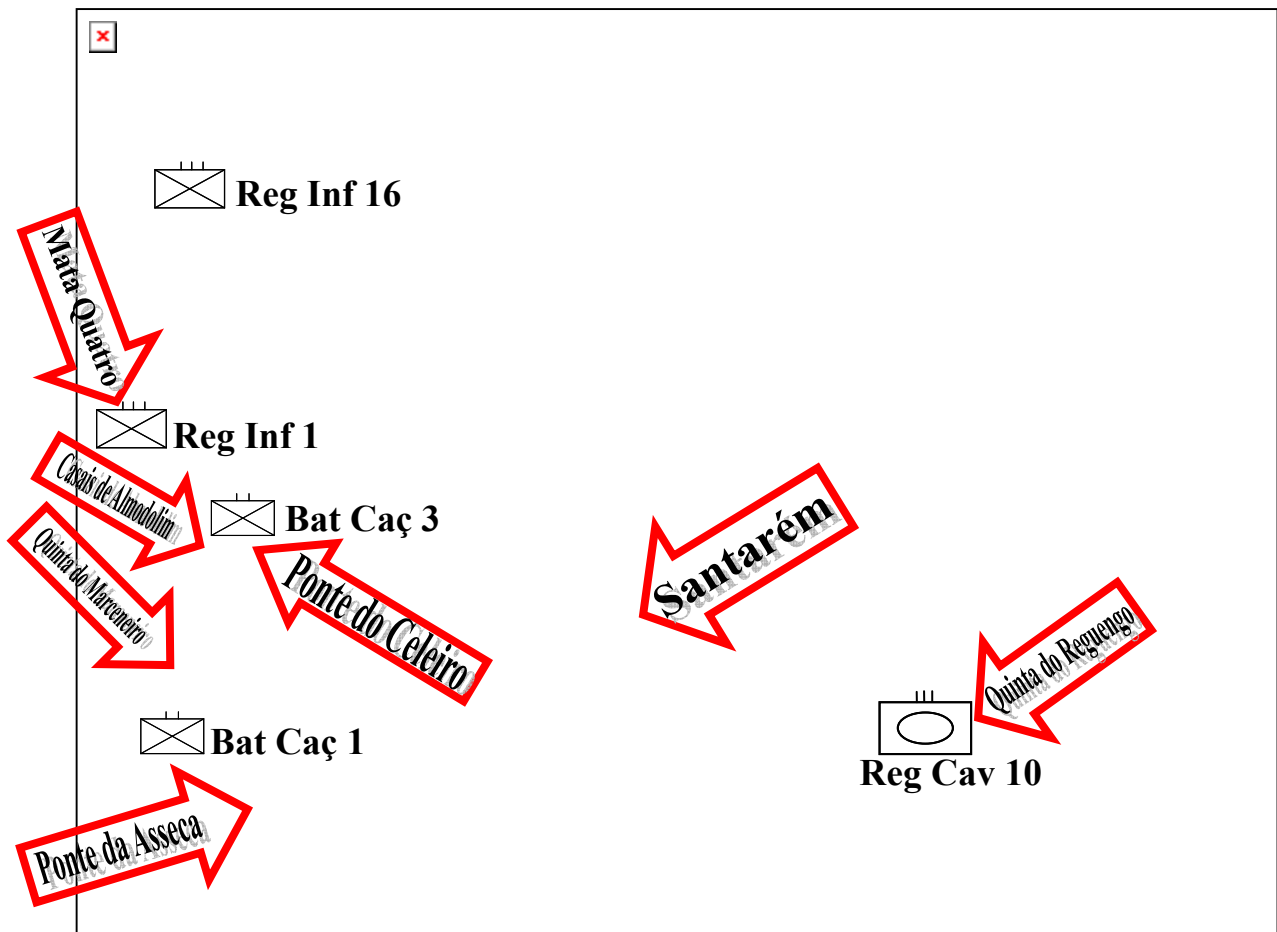 Reg Inf 16
Mata Quatro
Reg Inf 1
Casais de Almodolim
Bat Caç 3
Quinta do Marceneiro
Ponte do Celeiro
Santarém
Quinta do Reguengo
Bat Caç 1
Reg Cav 10
Ponte da Asseca